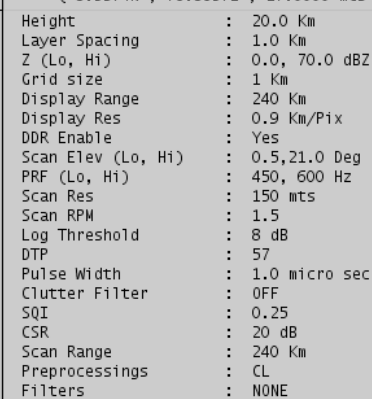 Height : 20.0 Km
Layer Spacing : 1.0 Km
Z (Lo, Hi) : 0.0, 70.0 dBZ
Grid size : 1 Km
Display Range : 240 Km
Display Res : 0.9 Km/Pix
DDR Enable : Yes
Scan Elev (Lo, Hi) : 0.5,21.0 Deg
PRF (Lo, Hi) : 450, 600 Hz
Scan Res : 150 mts
Scan RPM : 1.5
Log Threshold : 8 dB
DTP : 57
Pulse Width : 1.0 micro sec
Clutter Filter : OFF
SQI : 0.25
CSR : 20 dB
Scan Range : 240 Km
Preprocessings : CL
Filters : NONE